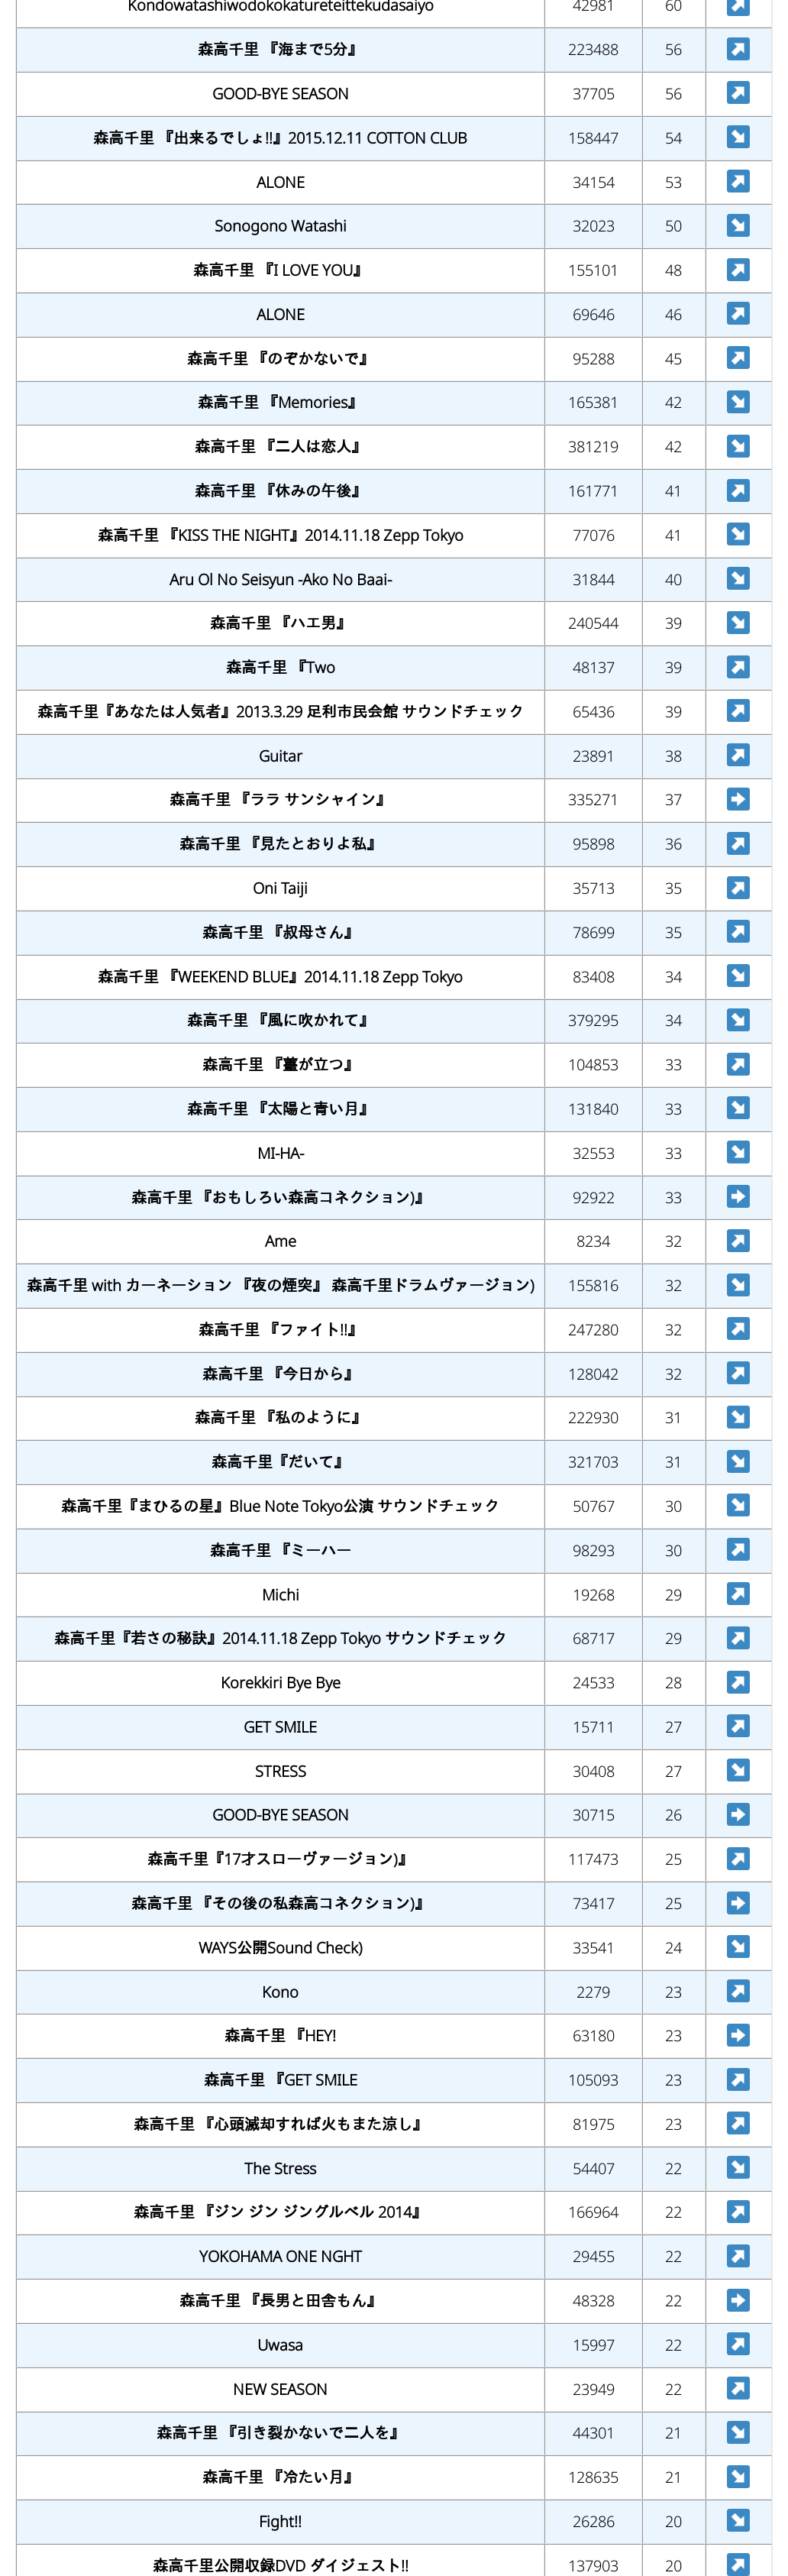 Kondowatashiwodokokatureteittekudasaiyo 42981 60 ↗
森高千里 『海まで5分』 223488 56 ↗
GOOD-BYE SEASON 37705 56 ↗
森高千里 『出来るでしょ!!』2015.12.11 COTTON CLUB 158447 54 ↘
ALONE 34154 53 ↗
Sonogono Watashi 32023 50 ↘
森高千里 『I LOVE YOU』 155101 48 ↗
ALONE 69646 46 ↗
森高千里 『のぞかないで』 95288 45 ↗
森高千里 『Memories』 165381 42 ↘
森高千里 『二人は恋人』 381219 42 ↘
森高千里 『休みの午後』 161771 41 ↗
森高千里 『KISS THE NIGHT』2014.11.18 Zepp Tokyo 77076 41 ↘
Aru Ol No Seisyun -Ako No Baai- 31844 40 ↘
森高千里 『ハエ男』 240544 39 ↘
森高千里 『Two 48137 39 ↗
森高千里『あなたは人気者』2013.3.29 足利市民会館 サウンドチェック 65436 39 ↗
Guitar 23891 38 ↗
森高千里 『ララ サンシャイン』 335271 37 ➡
森高千里 『見たとおりよ私』 95898 36 ↗
Oni Taiji 35713 35 ↗
森高千里 『叔母さん』 78699 35 ↗
森高千里 『WEEKEND BLUE』2014.11.18 Zepp Tokyo 83408 34 ↘
森高千里 『風に吹かれて』 379295 34 ↘
森高千里 『薹が立つ』 104853 33 ↗
森高千里 『太陽と青い月』 131840 33 ↘
MI-HA- 32553 33 ↘
森高千里 『おもしろい森高コネクション)』 92922 33 ➡
Ame 8234 32 ↗
森高千里 with カーネーション 『夜の煙突』 森高千里ドラムヴァージョン) 155816 32 ↘
森高千里 『ファイト!!』 247280 32 ↗
森高千里 『今日から』 128042 32 ↗
森高千里 『私のように』 222930 31 ↘
森高千里『だいて』 321703 31 ↘
森高千里『まひるの星』Blue Note Tokyo公演 サウンドチェック 50767 30 ↘
森高千里 『ミーハー 98293 30 ↗
Michi 19268 29 ↗
森高千里『若さの秘訣』2014.11.18 Zepp Tokyo サウンドチェック 68717 29 ↗
Korekkiri Bye Bye 24533 28 ↗
GET SMILE 15711 27 ↗
STRESS 30408 27 ↘
GOOD-BYE SEASON 30715 26 ➡
森高千里『17才スローヴァージョン)』 117473 25 ↗
森高千里 『その後の私森高コネクション)』 73417 25 ➡
WAYS公開Sound Check) 33541 24 ↘
Kono 2279 23 ↗
森高千里 『HEY! 63180 23 ➡
森高千里 『GET SMILE 105093 23 ↗
森高千里 『心頭滅却すれば火もまた涼し』 81975 23 ↗
The Stress 54407 22 ↘
森高千里 『ジン ジン ジングルベル 2014』 166964 22 ↗
YOKOHAMA ONE NGHT 29455 22 ↗
森高千里 『長男と田舎もん』 48328 22 ➡
Uwasa 15997 22 ↗
NEW SEASON 23949 22 ↗
森高千里 『引き裂かないで二人を』 44301 21 ↘
森高千里 『冷たい月』 128635 21 ↘
Fight!! 26286 20 ↘
森高千里公開収録DVD ダイジェスト!! 137903 20 ↗